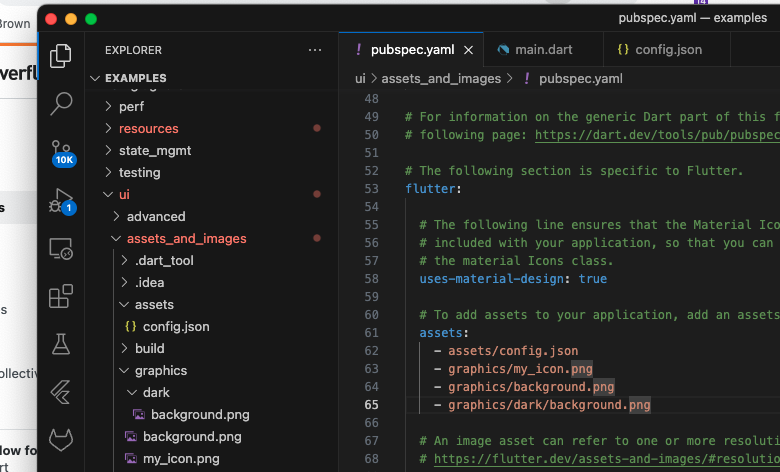 Brown
14
verfl
s
s
ollectiv
low fo
rt
pubspec.yaml — examples
EXPLORER
EXAMPLES
perf
resources
state_mgmt
testing
ui
advanced
assets_and_images
.dart_tool
.idea
assets
{} config.json
build
graphics
dark
background.png
background.png
my_icon.png
10K
1
! pubspec.yaml
main.dart
{} config.json
ui > assets_and_images > ! pubspec.yaml
48
49 # For information on the generic Dart part of this f
50 # following page: https://dart.dev/tools/pub/pubspec
51
52 # The following section is specific to Flutter.
53 flutter:
54
55 # The following line ensures that the Material Ico
56 # included with your application, so that you can
57 # the material Icons class.
58 uses-material-design: true
59
60 # To add assets to your application, add an assets
61 assets:
62 - assets/config.json
63 - graphics/my_icon.png
64 - graphics/background.png
65 - graphics/dark/background.png
66
67 # An image asset can refer to one or more resoluti
68 # https://flutter.dev/assets-and-images/#resolutio